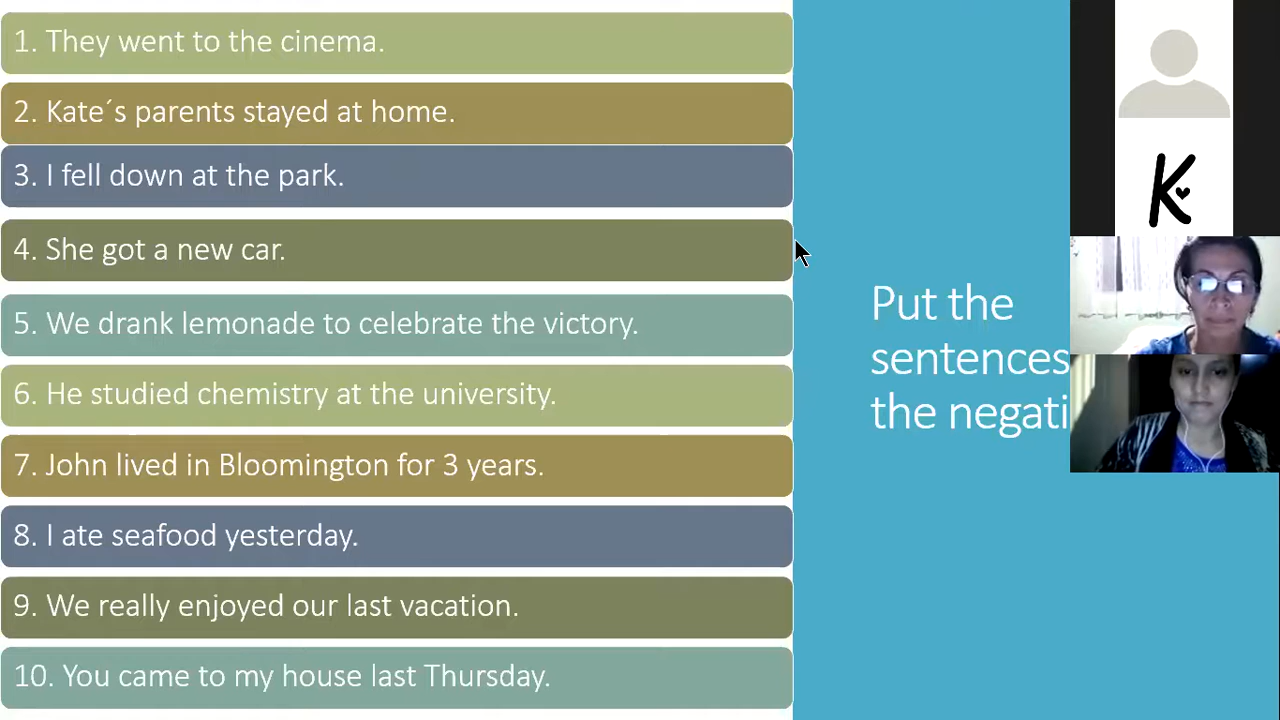 1. They went to the cinema.
2. Kate´s parents stayed at home.
3. I fell down at the park.
4. She got a new car.
5. We drank lemonade to celebrate the victory.
6. He studied chemistry at the university.
7. John lived in Bloomington for 3 years.
8. I ate seafood yesterday.
9. We really enjoyed our last vacation.
10. You came to my house last Thursday.
Put the
sentences
the negati
K